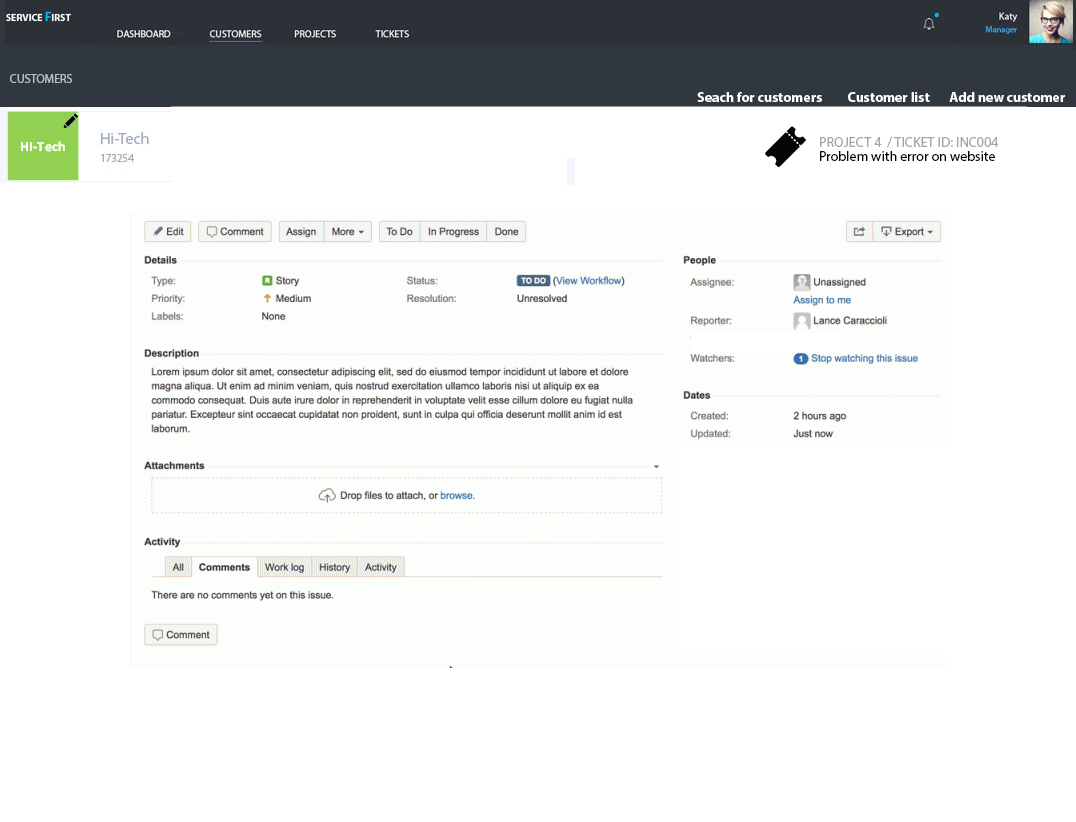 SERVICE FIRST
DASHBOARD CUSTOMERS PROJECTS TICKETS
Katy
Manager
CUSTOMERS
Seach for customers Customer list Add new customer
HI-Tech
Hi-Tech
173254
PROJECT 4 / TICKET ID: INC004
Problem with error on website
Edit Comment Assign More To Do In Progress Done Export
Details
Type: Story Status: TO DO (View Workflow)
Priority: Medium Resolution: Unresolved
Labels: None
People
Assignee: Unassigned
Assign to me
Reporter: Lance Caraccioli
Watchers: 1 Stop watching this issue
Dates
Created: 2 hours ago
Updated: Just now
Description
Lorem ipsum dolor sit amet, consectetur adipiscing elit, sed do eiusmod tempor incididunt ut labore et dolore
magna aliqua. Ut enim ad minim veniam, quis nostrud exercitation ullamco laboris nisi ut aliquip ex ea
commodo consequat. Duis aute irure dolor in reprehenderit in voluptate velit esse cillum dolore eu fugiat nulla
pariatur. Excepteur sint occaecat cupidatat non proident, sunt in culpa qui officia deserunt mollit anim id est
laborum.
Attachments
Drop files to attach, or browse.
Activity
All Comments Work log History Activity
There are no comments yet on this issue.
Comment